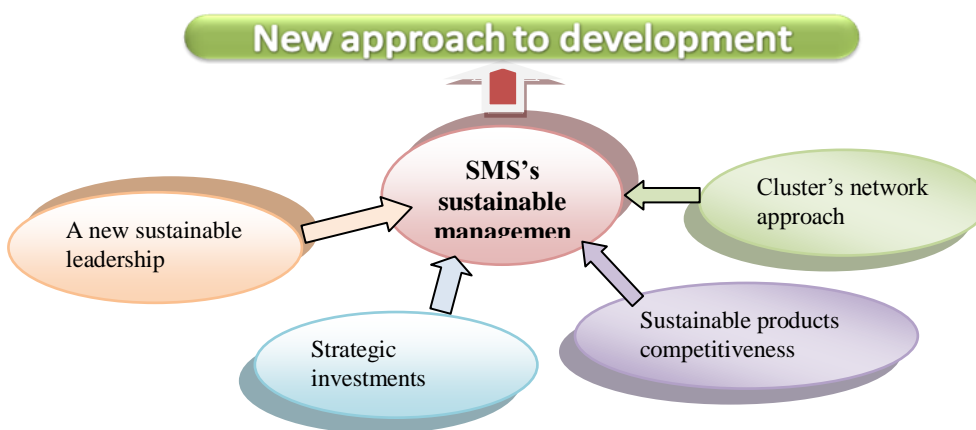 New approach to development
SMS's
sustainable
managemen
A new sustainable
leadership
Cluster's network
approach
Strategic
investments
Sustainable products
competitiveness